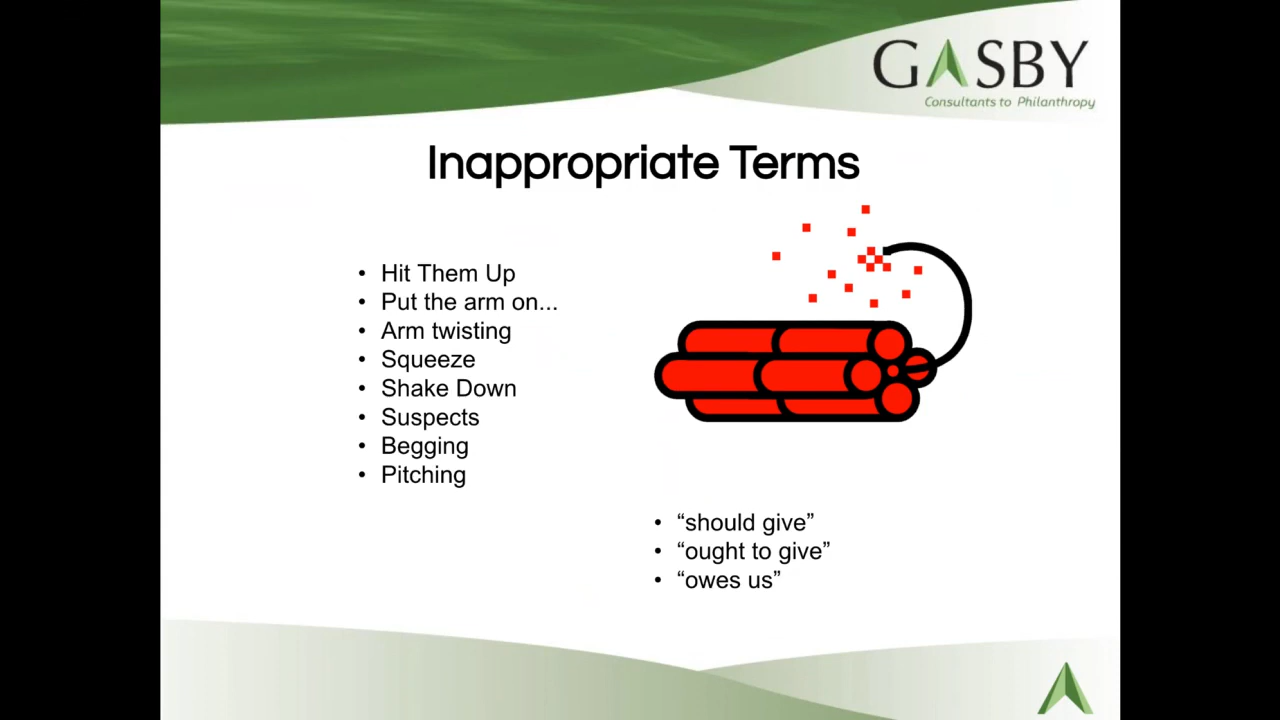 GASBY
Consultants to Philanthropy
Inappropriate Terms
• Hit Them Up
• Put the arm on...
• Arm twisting
• Squeeze
• Shake Down
• Suspects
• Begging
• Pitching
• “should give”
• “ought to give”
• “owes us”